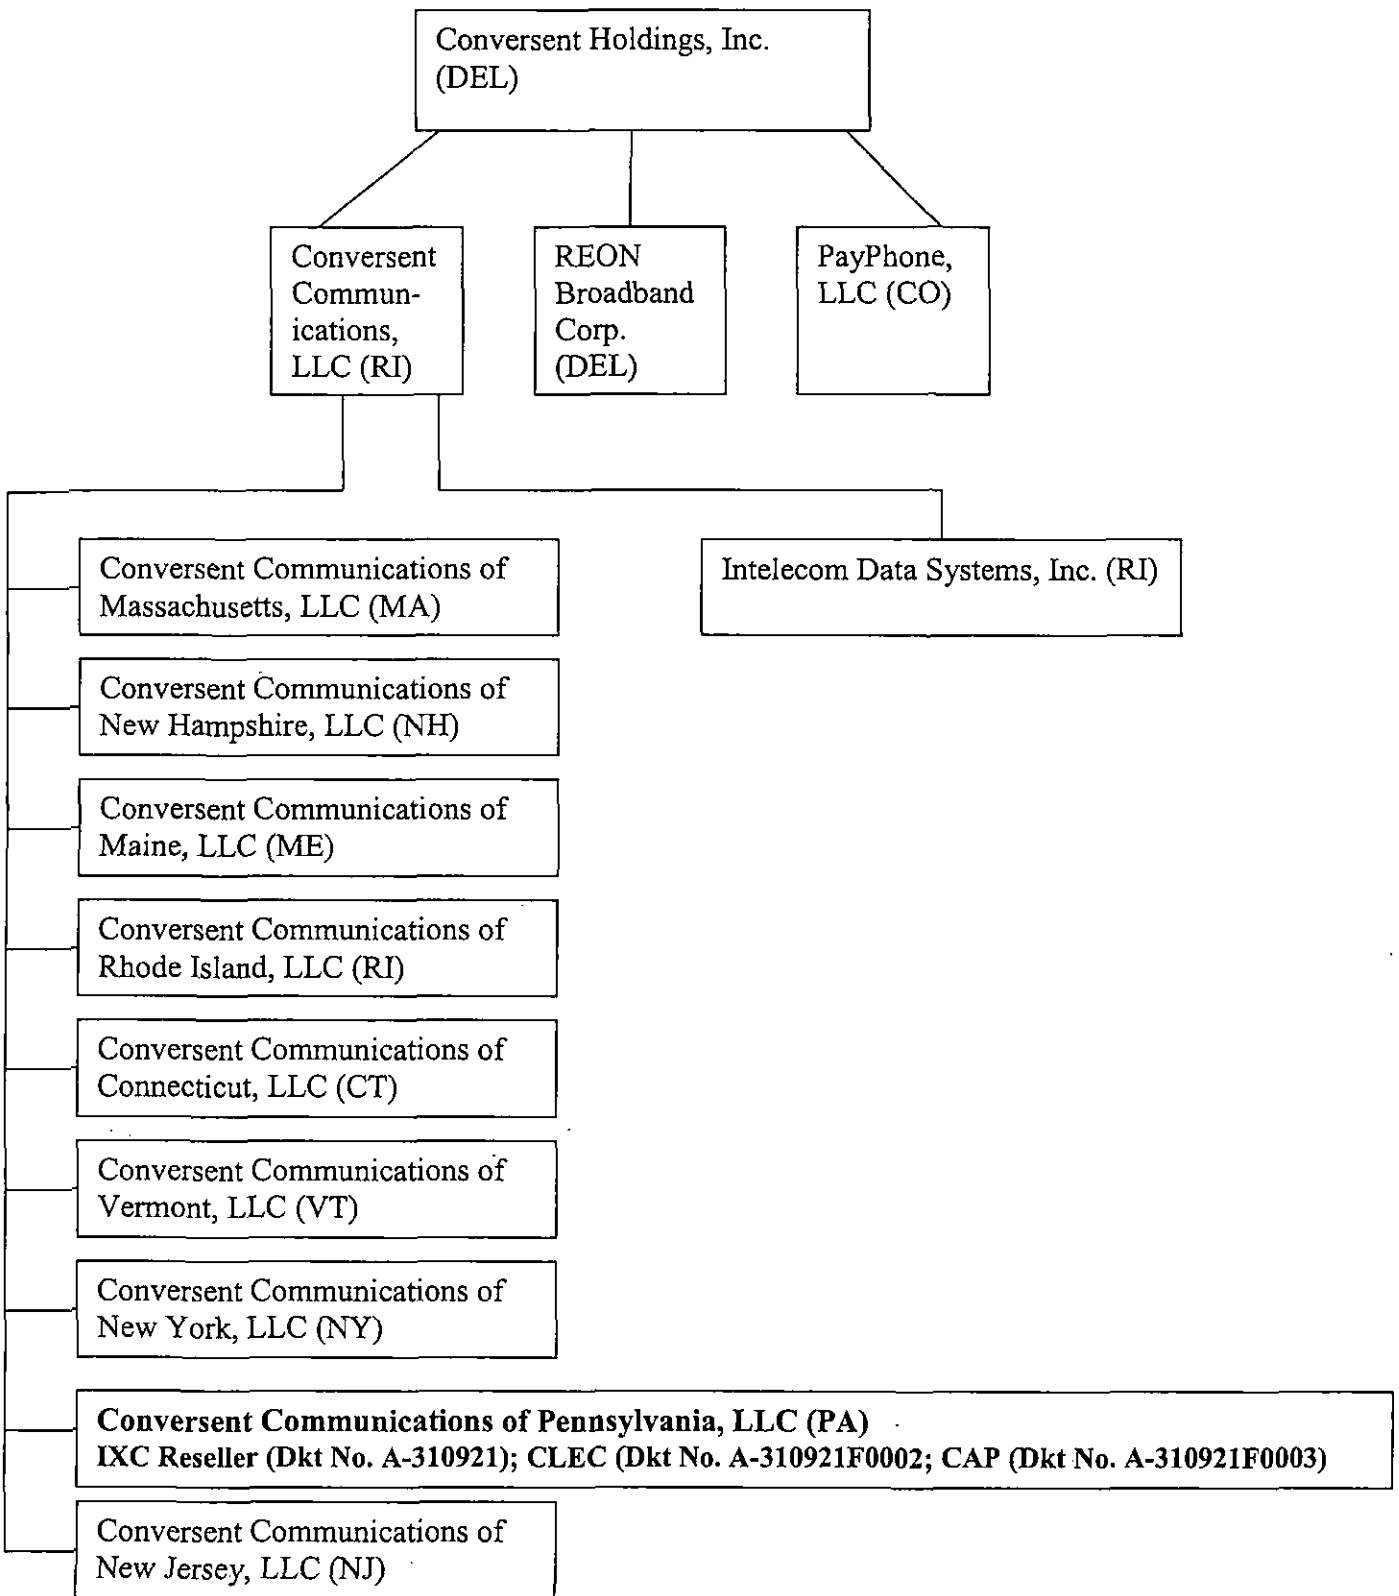 Conversent Holdings, Inc.
(DEL)
Conversent
Commun-
ications,
LLC (RI)
REON
Broadband
Corp.
(DEL)
PayPhone,
LLC (CO)
Conversent Communications of
Massachusetts, LLC (MA)
Intelecom Data Systems, Inc. (RI)
Conversent Communications of
New Hampshire, LLC (NH)
Conversent Communications of
Maine, LLC (ME)
Conversent Communications of
Rhode Island, LLC (RI)
Conversent Communications of
Connecticut, LLC (CT)
Conversent Communications of
Vermont, LLC (VT)
Conversent Communications of
New York, LLC (NY)
Conversent Communications of Pennsylvania, LLC (PA)
IXC Reseller (Dkt No. A-310921); CLEC (Dkt No. A-310921F0002; CAP (Dkt No. A-310921F0003)
Conversent Communications of
New Jersey, LLC (NJ)